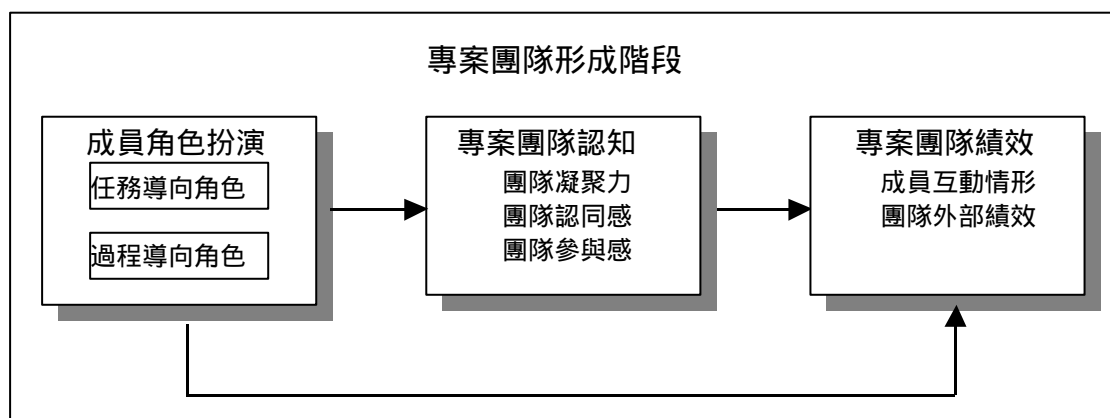 專案團隊形成階段
成員角色扮演
任務導向角色
過程導向角色
專案團隊認知
團隊凝聚力
團隊認同感
團隊參與感
專案團隊績效
成員互動情形
團隊外部績效